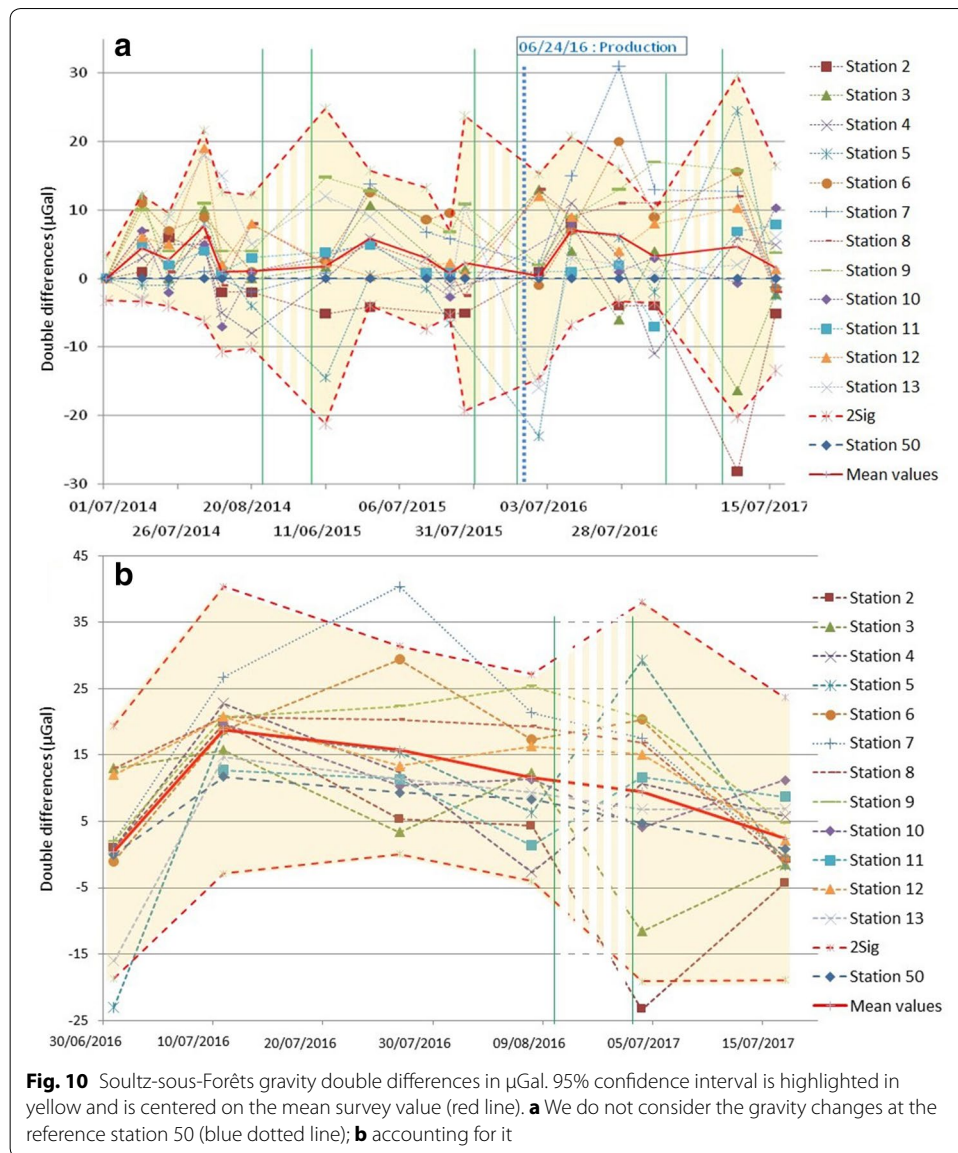 a
06/24/16 : Production
Double differences (µGal)
30
20
10
0
-10
-20
-30
01/07/2014
26/07/2014
20/08/2014
11/06/2015
06/07/2015
31/07/2015
03/07/2016
28/07/2016
15/07/2017
Station 2
Station 3
Station 4
Station 5
Station 6
Station 7
Station 8
Station 9
Station 10
Station 11
Station 12
Station 13
2Sig
Station 50
Mean values
b
Double differences (µGal)
45
35
25
15
5
-5
-15
-25
30/06/2016
10/07/2016
20/07/2016
30/07/2016
09/08/2016
05/07/2017
15/07/2017
Station 2
Station 3
Station 4
Station 5
Station 6
Station 7
Station 8
Station 9
Station 10
Station 11
Station 12
Station 13
2Sig
Station 50
Mean values
Fig. 10 Soultz-sous-Forêts gravity double differences in µGal. 95% confidence interval is highlighted in
yellow and is centered on the mean survey value (red line). a We do not consider the gravity changes at the
reference station 50 (blue dotted line); b accounting for it